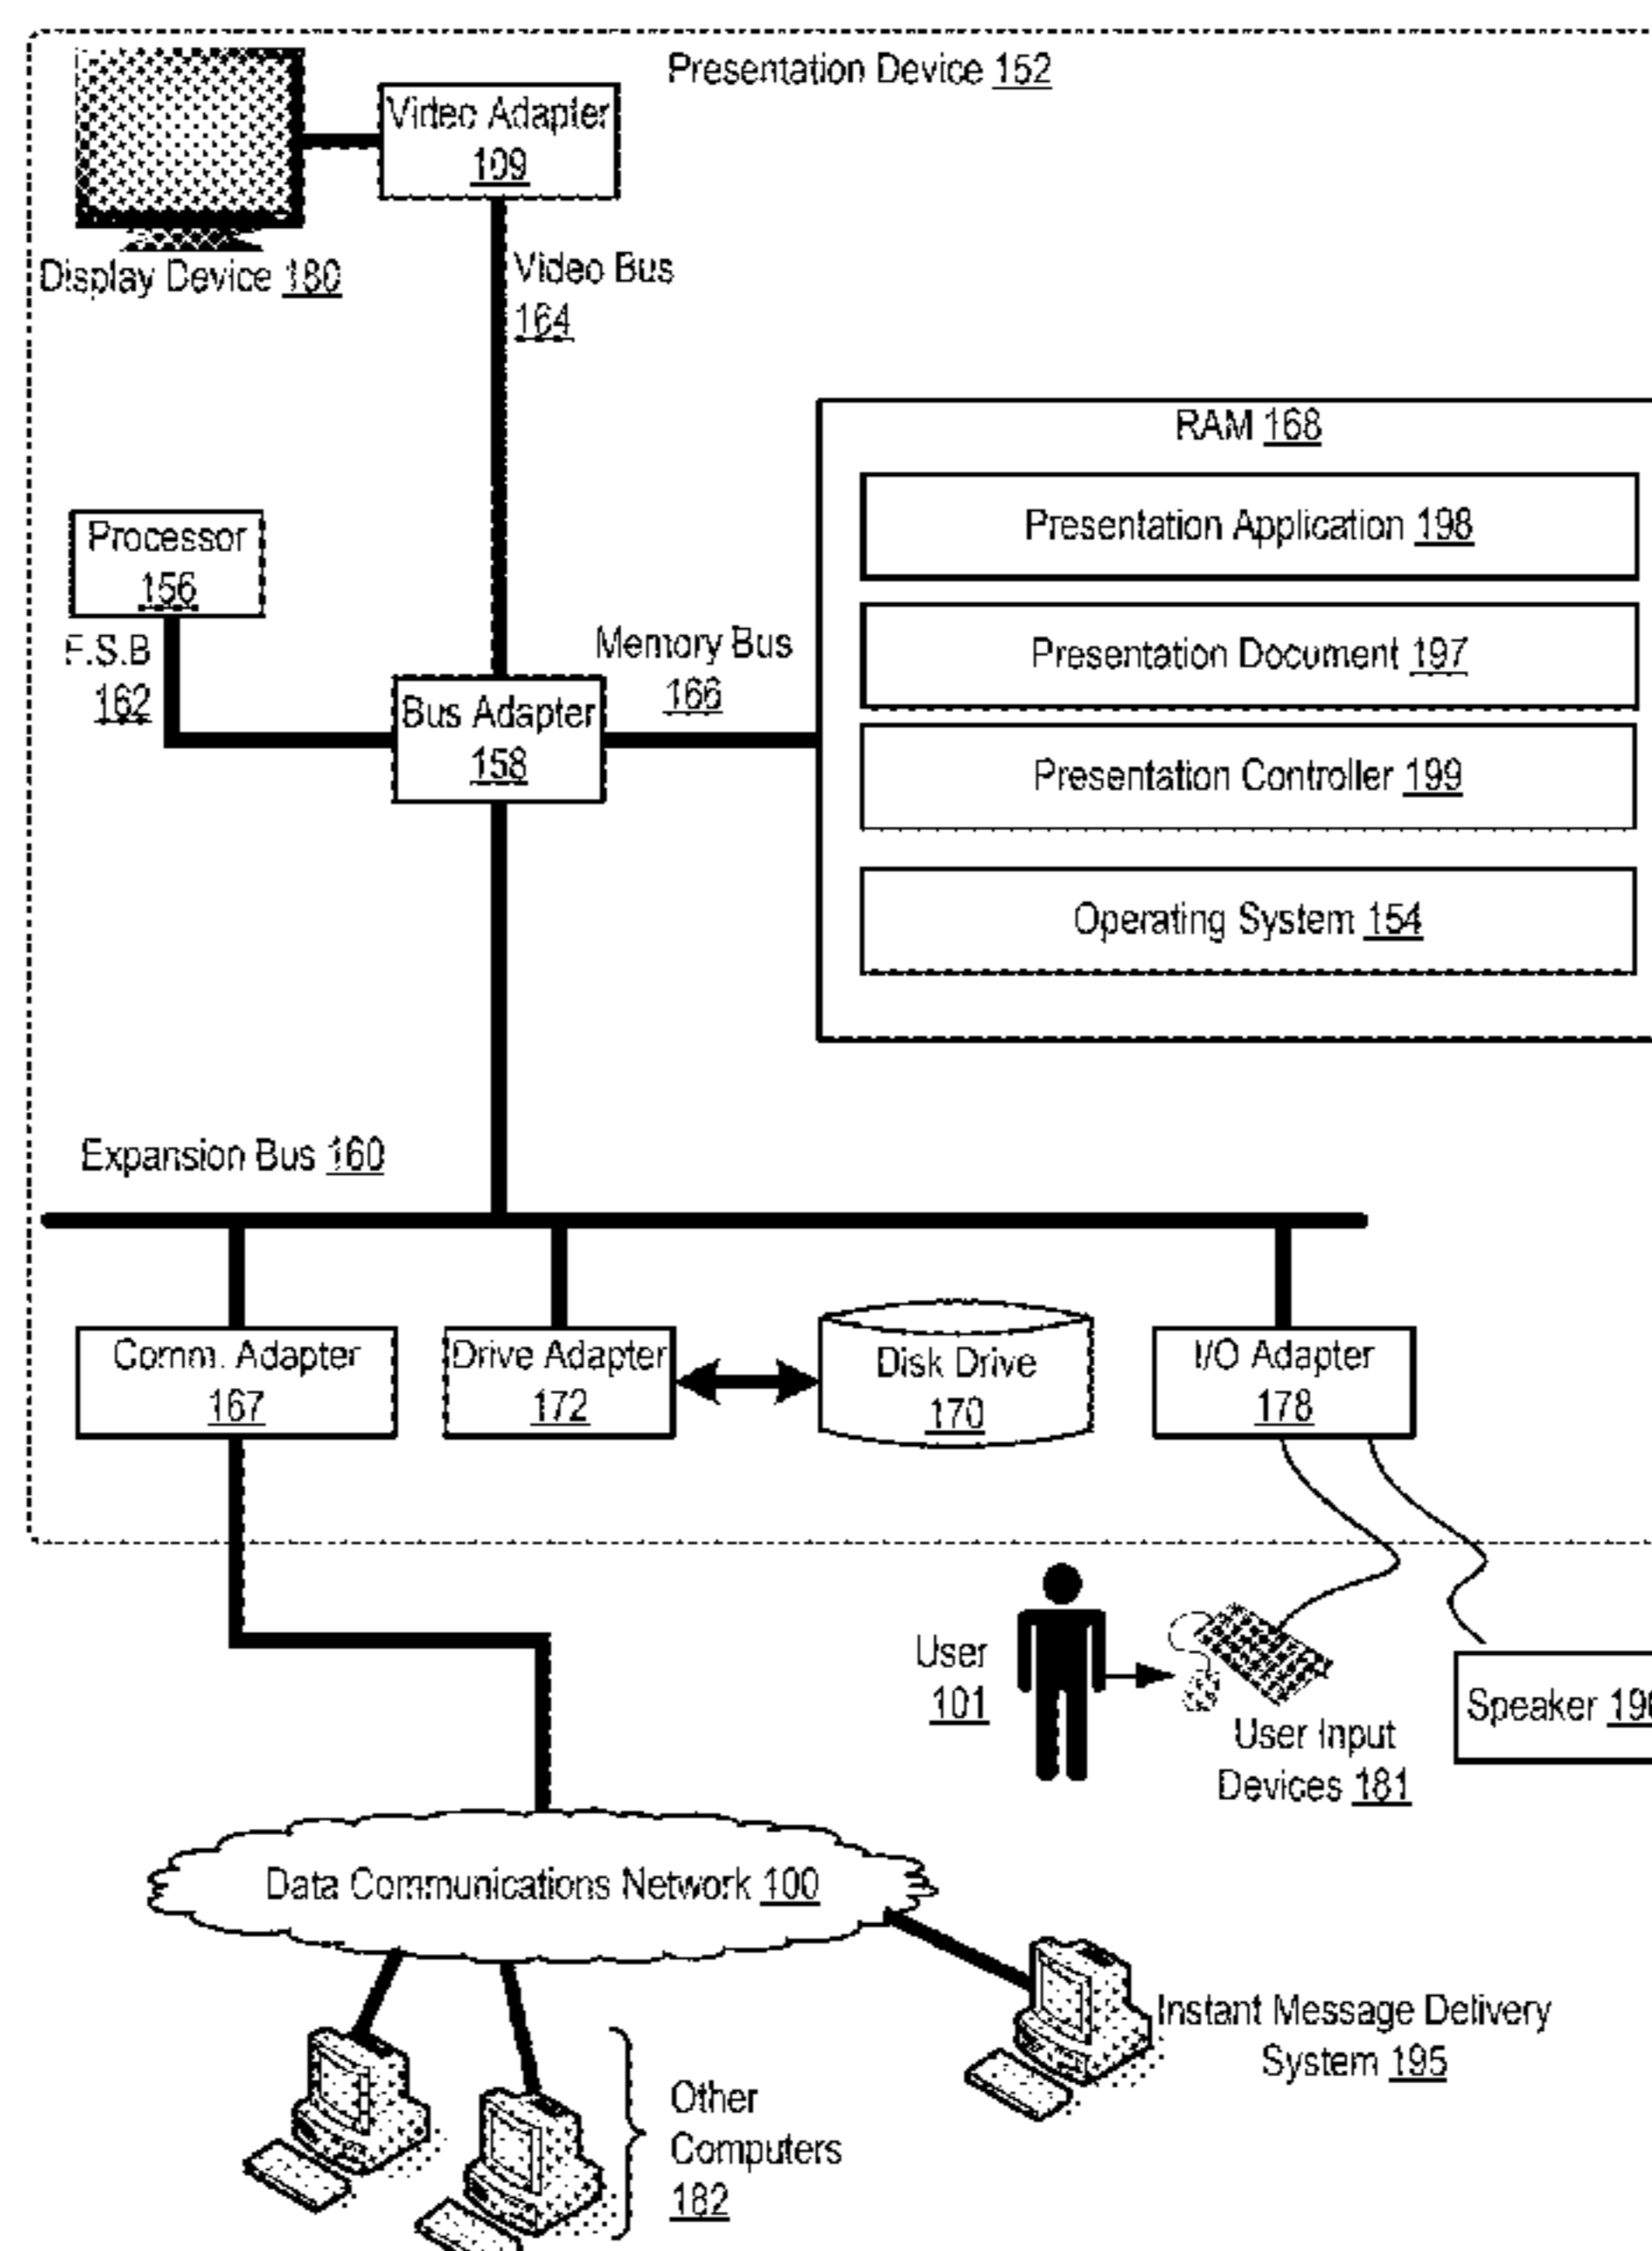 Presentation Device 152
Video Adapter
109
Display Device 180
Video Bus
164
RAM 168
Presentation Application 198
Processor
156
F.S.B
162
Memory Bus
166
Presentation Document 197
Bus Adapter
158
Presentation Controller 199
Operating System 154
Expansion Bus 160
Comm. Adapter
167
Drive Adapter
172
Disk Drive
170
I/O Adapter
178
User
101
User Input
Devices 181
Speaker
Data Communications Network 100
Instant Message Delivery
System 195
Other
Computers
182